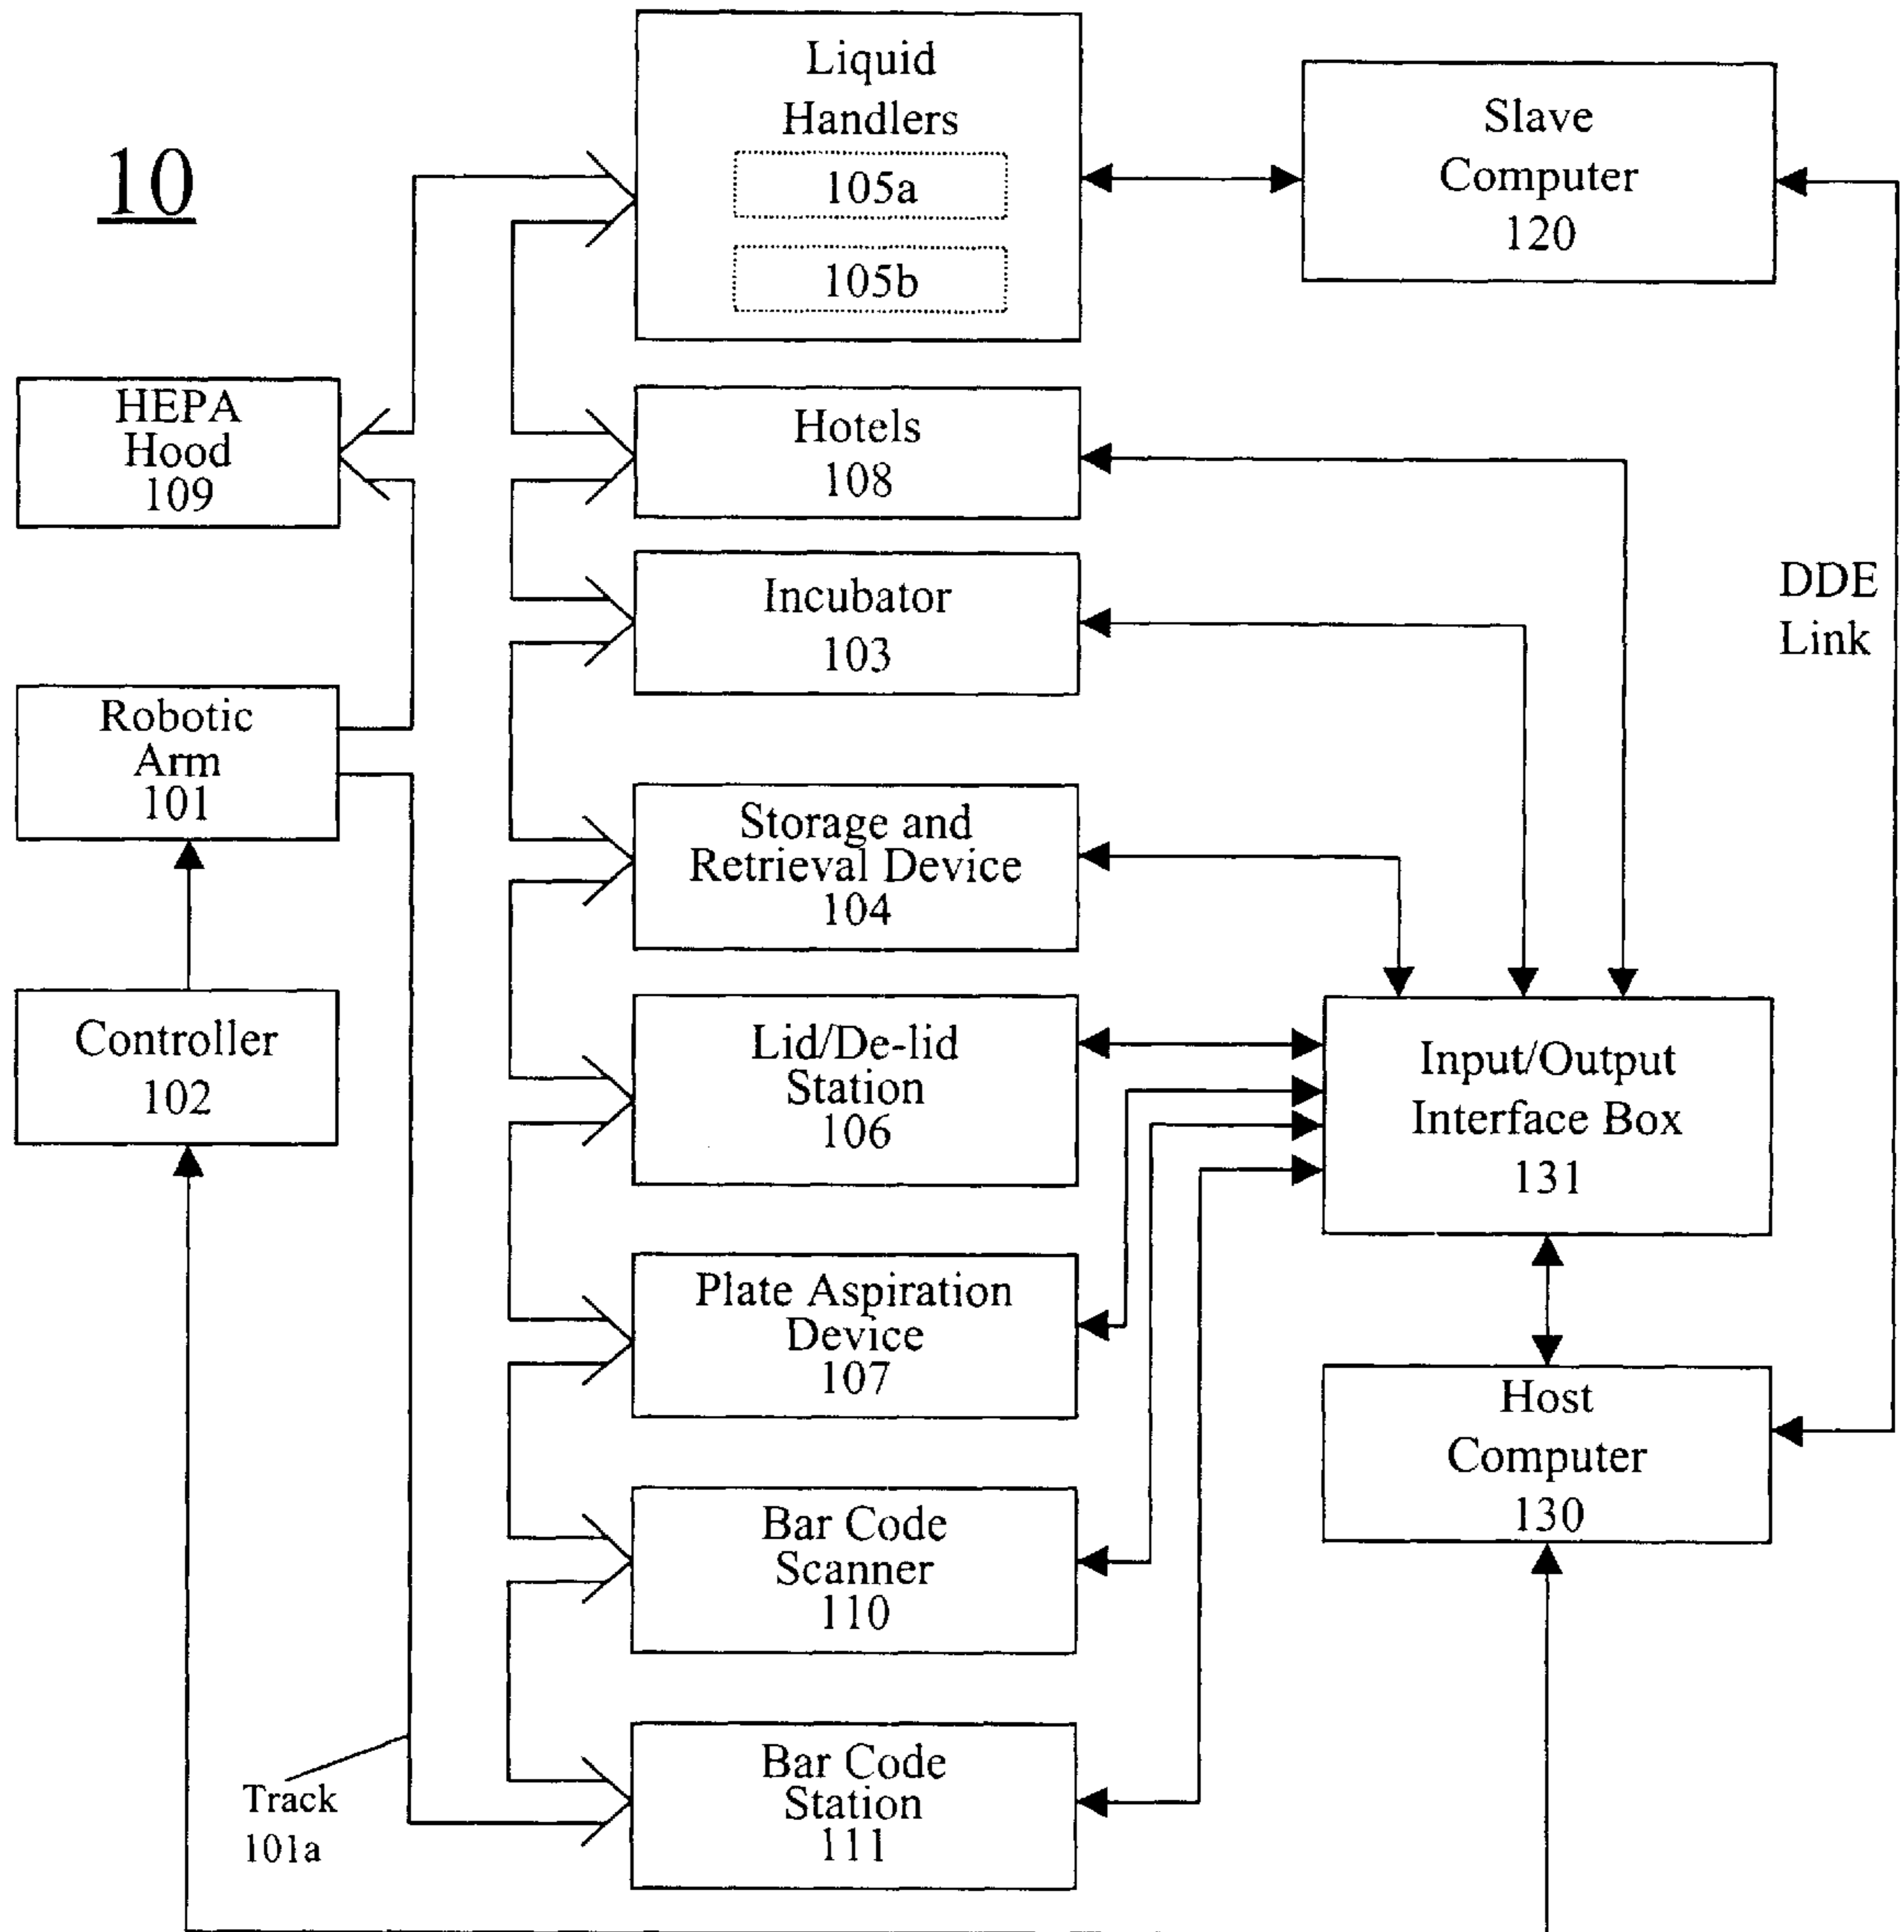 10
Liquid
Handlers
105a
105b
Slave
Computer
120
HEPA
Hood
109
Hotels
108
Incubator
103
DDE
Link
Robotic
Arm
101
Storage and
Retrieval Device
104
Controller
102
Lid/De-lid
Station
106
Input/Output
Interface Box
131
Plate Aspiration
Device
107
Host
Computer
130
Bar Code
Scanner
110
Bar Code
Station
111
Track
101a